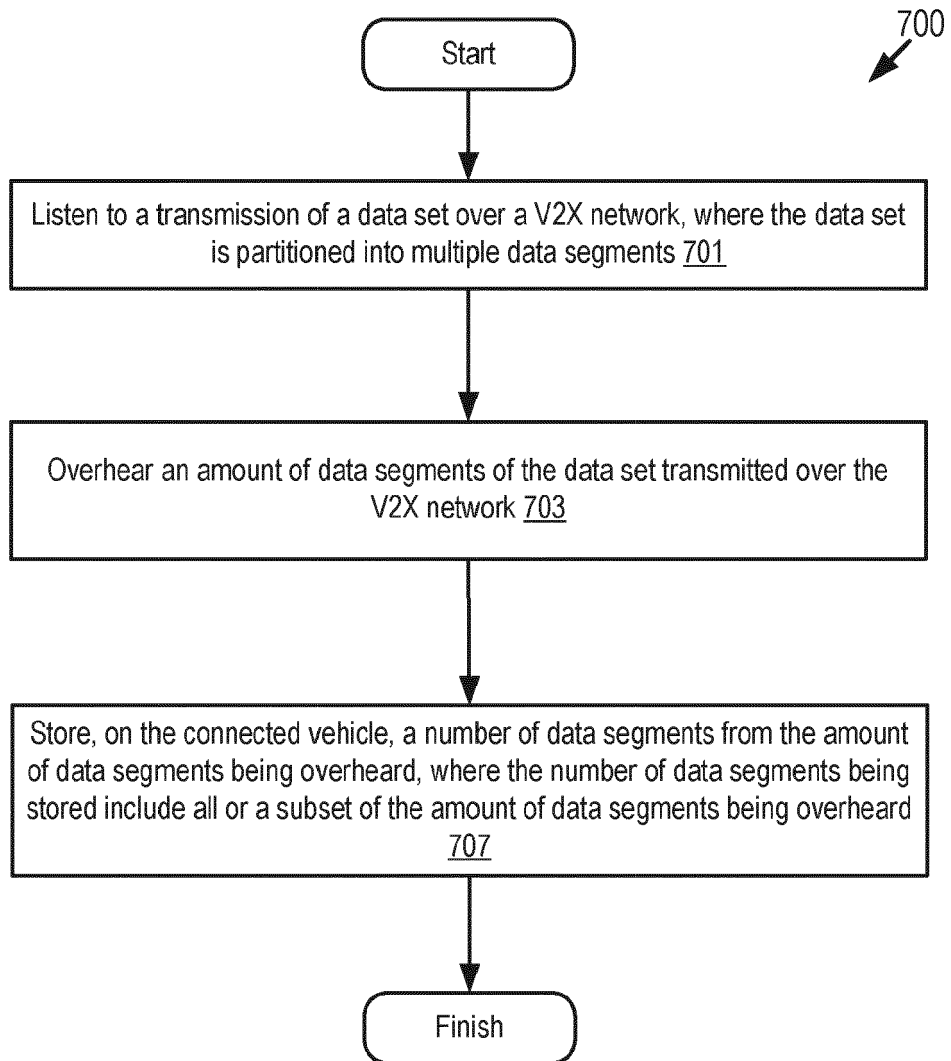 700
Start
Listen to a transmission of a data set over a V2X network, where the data set
is partitioned into multiple data segments 701
Overhear an amount of data segments of the data set transmitted over the
V2X network 703
Store, on the connected vehicle, a number of data segments from the amount
of data segments being overheard, where the number of data segments being
stored include all or a subset of the amount of data segments being overheard
707
Finish